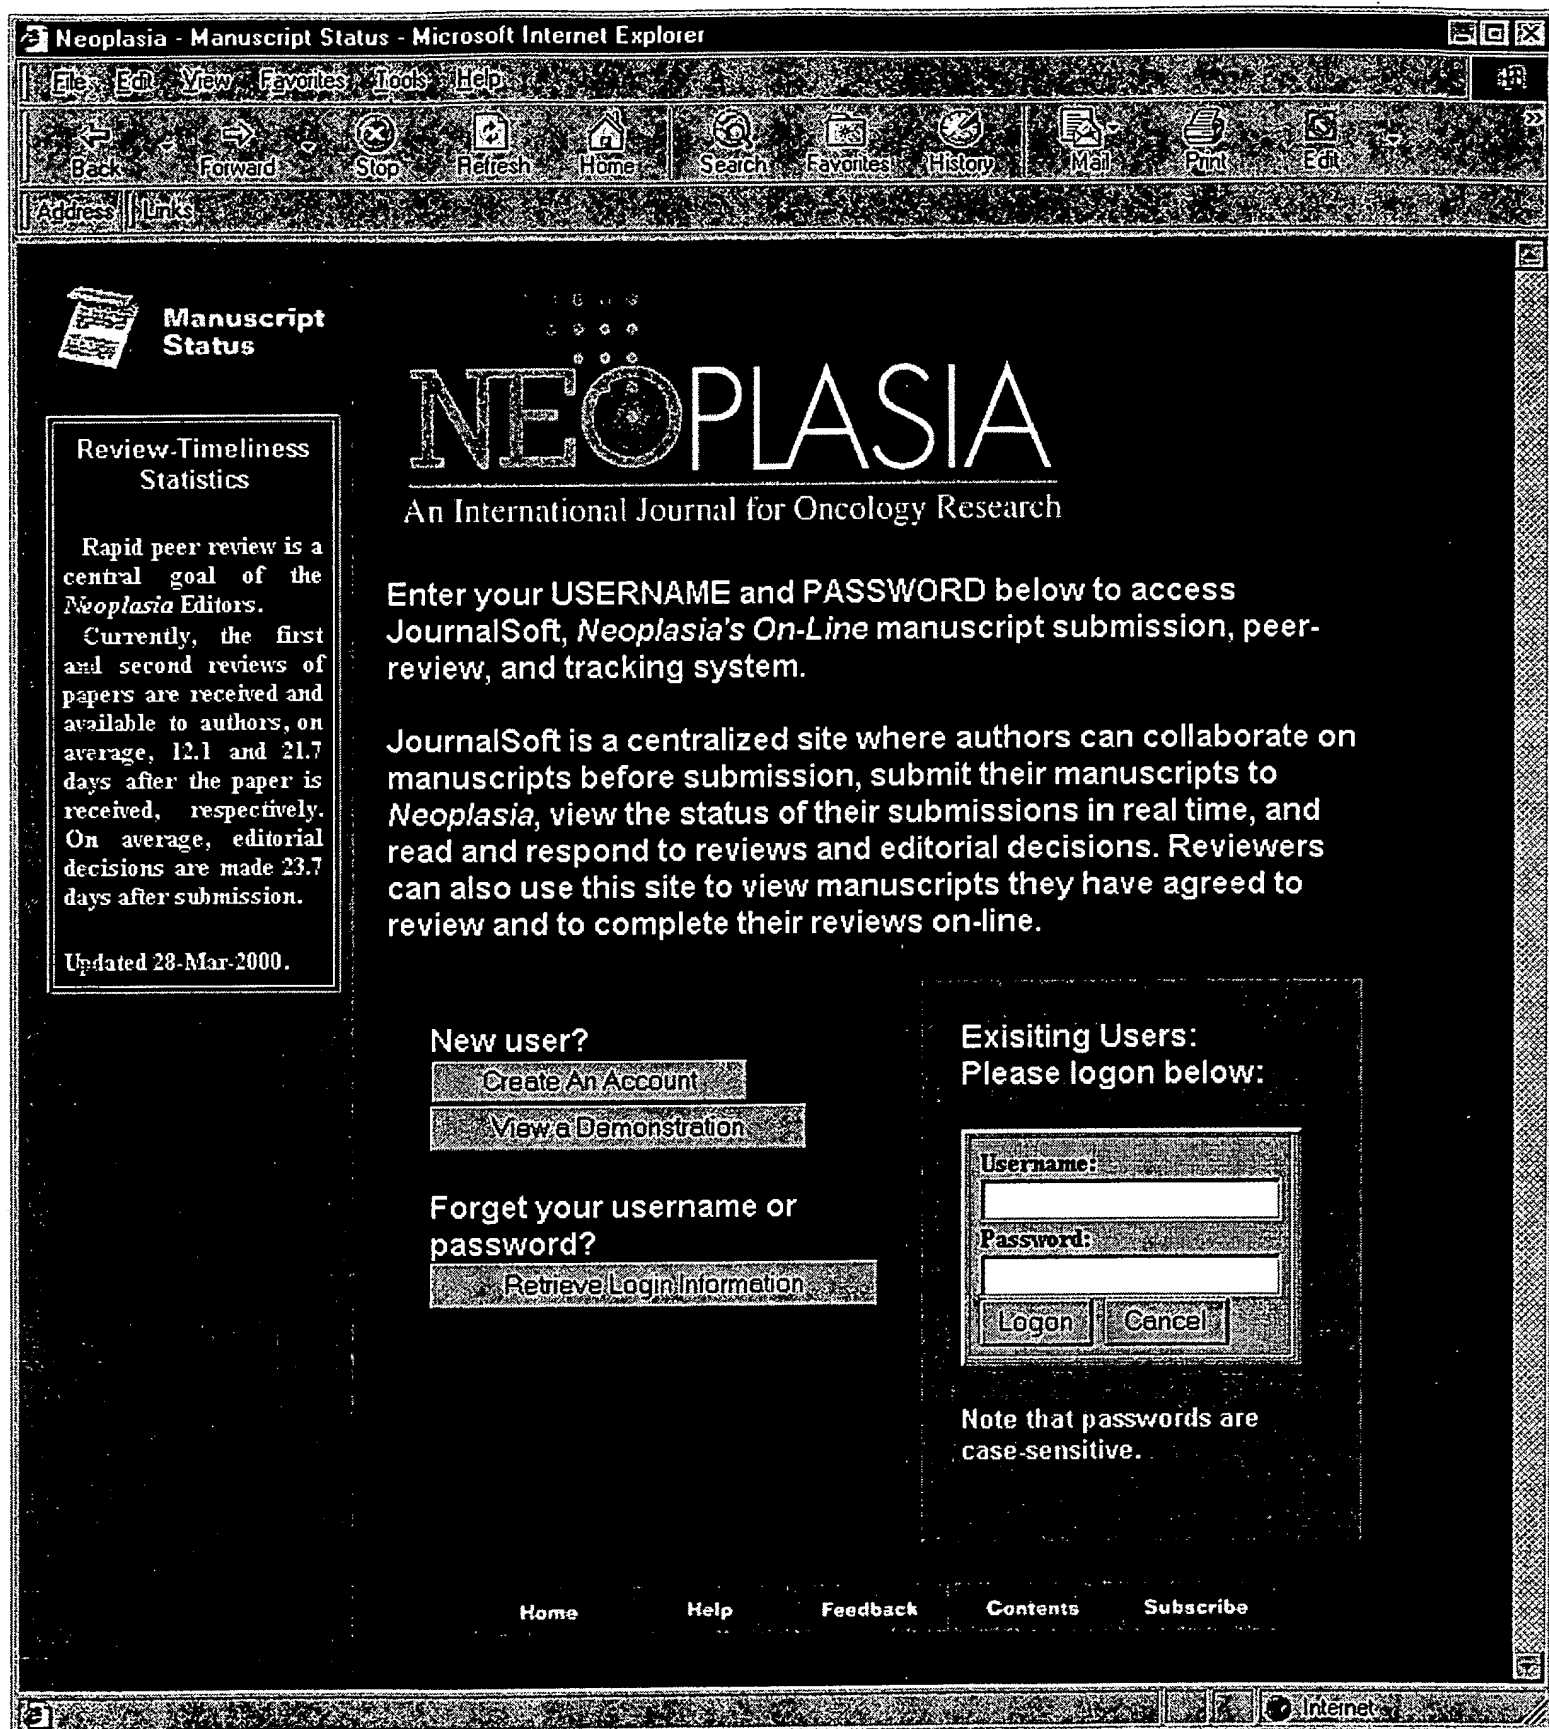 Neoplasia - Manuscript Status - Microsoft Internet Explorer
File Edit View Favorites Tools Help
Back Forward Stop Refresh Home Search Favorites History Mail Print Edit »
Address Links
Manuscript
Status
NEOPLASIA
An International Journal for Oncology Research
Review-Timeliness
Statistics
Rapid peer review is a
central goal of the
Neoplasia Editors.
Currently, the first
and second reviews of
papers are received and
available to authors, on
average, 12.1 and 21.7
days after the paper is
received, respectively.
On average, editorial
decisions are made 23.7
days after submission.
Updated 28-Mar-2000.
Enter your USERNAME and PASSWORD below to access
JournalSoft, Neoplasia's On-Line manuscript submission, peer-
review, and tracking system.
JournalSoft is a centralized site where authors can collaborate on
manuscripts before submission, submit their manuscripts to
Neoplasia, view the status of their submissions in real time, and
read and respond to reviews and editorial decisions. Reviewers
can also use this site to view manuscripts they have agreed to
review and to complete their reviews on-line.
New user?
Create An Account
View a Demonstration
Forget your username or
password?
Retrieve Login Information
Exisiting Users:
Please logon below:
Username:
Password:
Logon Cancel
Note that passwords are
case-sensitive.
Home Help Feedback Contents Subscribe
Internet